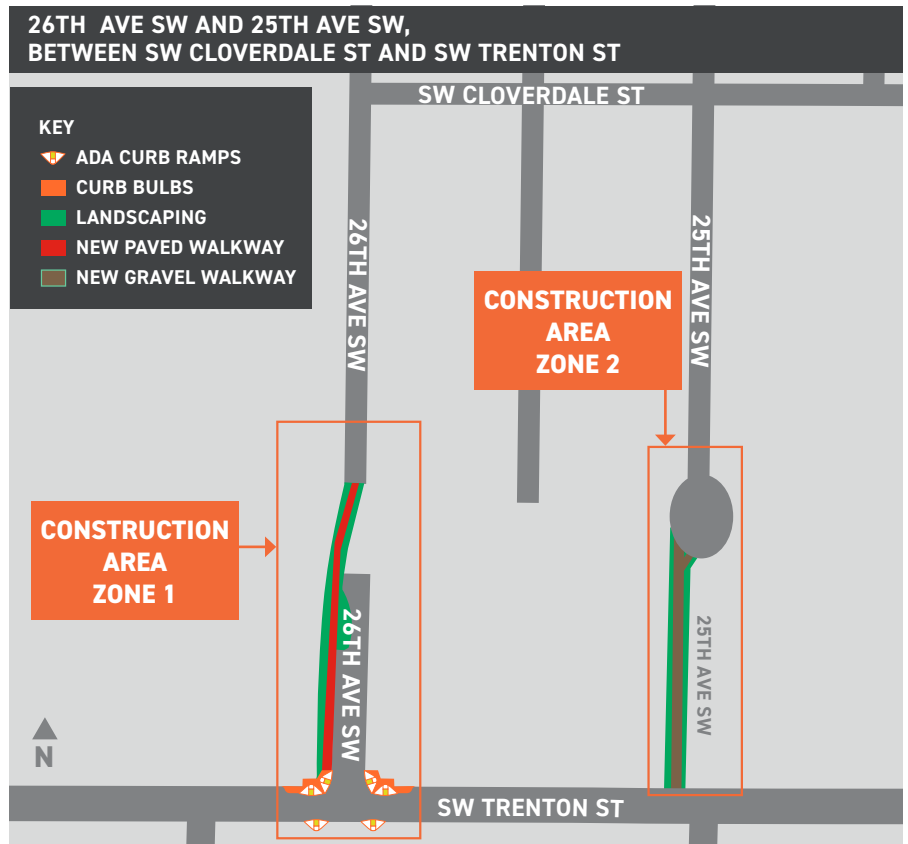 26TH AVE SW AND 25TH AVE SW,
BETWEEN SW CLOVERDALE ST AND SW TRENTON ST
SW CLOVERDALE ST
KEY
ADA CURB RAMPS
CURB BULBS
LANDSCAPING
NEW PAVED WALKWAY
NEW GRAVEL WALKWAY
26TH AVE SW
25TH AVE SW
CONSTRUCTION
AREA
ZONE 2
CONSTRUCTION
AREA
ZONE 1
26TH AVE SW
25TH AVE SW
N
SW TRENTON ST